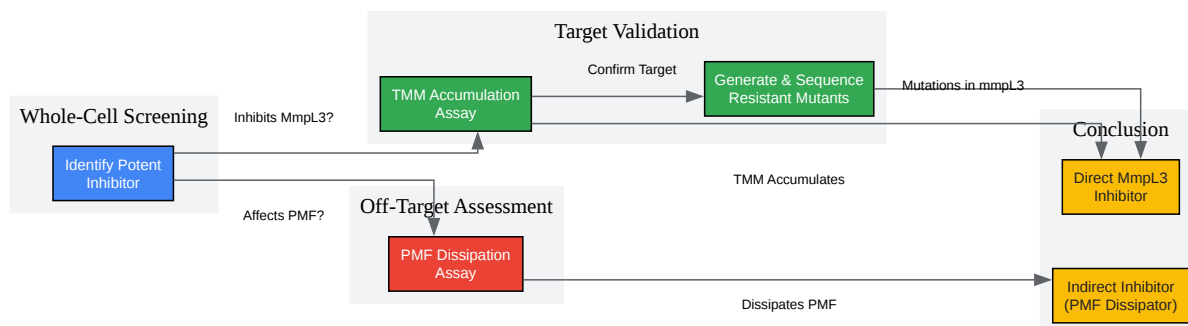 Whole-Cell Screening
Identify Potent
Inhibitor
Inhibits MmpL3?
Affects PMF?
Target Validation
TMM Accumulation
Assay
Confirm Target
Generate & Sequence
Resistant Mutants
Mutations in mmpL3
TMM Accumulates
Off-Target Assessment
PMF Dissipation
Assay
Dissipates PMF
Conclusion
Direct MmpL3
Inhibitor
Indirect Inhibitor
(PMF Dissipator)